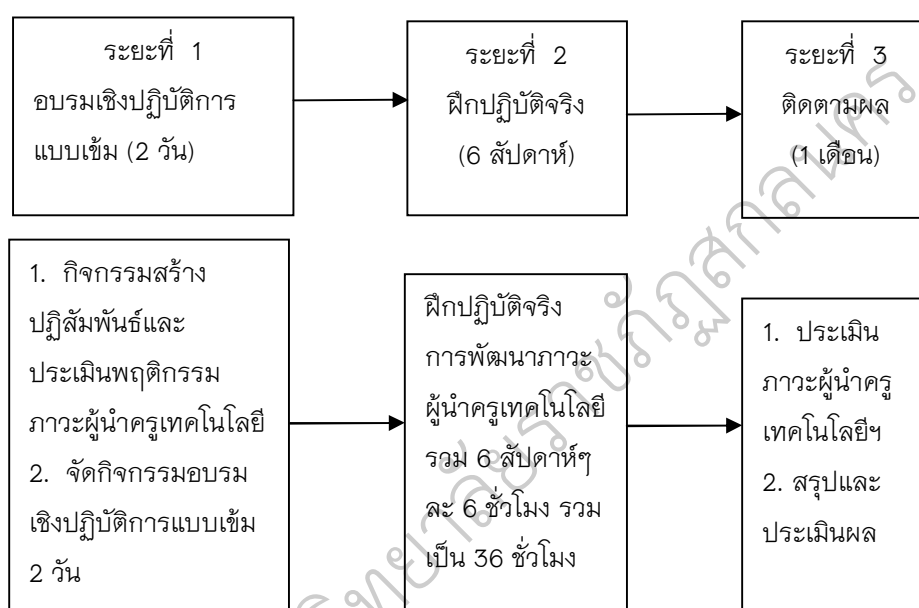 ระยะที่ 1
อบรมเชิงปฏิบัติการ
แบบเข้ม (2 วัน)
ระยะที่ 2
ฝึกปฏิบัติจริง
(6 สัปดาห์)
ระยะที่ 3
ติดตามผล
(1 เดือน)
1. กิจกรรมสร้าง
ปฏิสัมพันธ์และ
ประเมินพฤติกรรม
ภาวะผู้นำครูเทคโนโลยี
2. จัดกิจกรรมอบรม
เชิงปฏิบัติการแบบเข้ม
2 วัน
ฝึกปฏิบัติจริง
การพัฒนาภาวะ
ผู้นำครูเทคโนโลยี
รวม 6 สัปดาห์ๆ
ละ 6 ชั่วโมง รวม
เป็น 36 ชั่วโมง
1. ประเมิน
ภาวะผู้นำครู
เทคโนโลยีฯ
2. สรุปและ
ประเมินผล